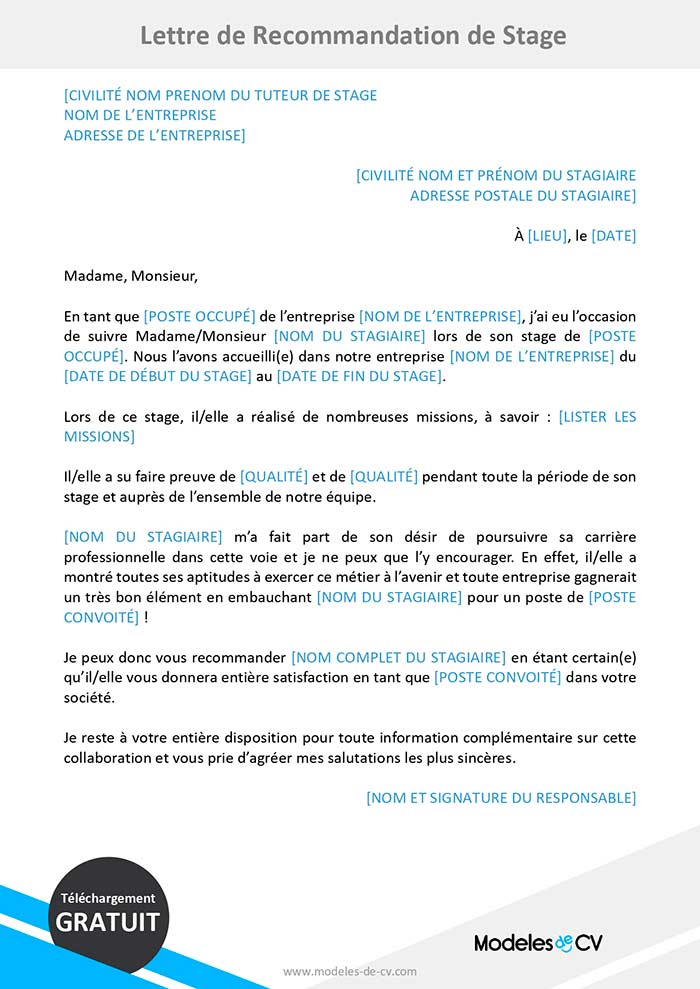 Lettre de Recommandation de Stage
[CIVILITÉ NOM PRENOM DU TUTEUR DE STAGE
NOM DE L’ENTREPRISE
ADRESSE DE L’ENTREPRISE]
[CIVILITÉ NOM ET PRÉNOM DU STAGIAIRE
ADRESSE POSTALE DU STAGIAIRE]
À [LIEU], le [DATE]
Madame, Monsieur,
En tant que [POSTE OCCUPÉ] de l’entreprise [NOM DE L’ENTREPRISE], j’ai eu l’occasion
de suivre Madame/Monsieur [NOM DU STAGIAIRE] lors de son stage de [POSTE
OCCUPÉ]. Nous l’avons accueilli(e) dans notre entreprise [NOM DE L’ENTREPRISE] du
[DATE DE DÉBUT DU STAGE] au [DATE DE FIN DU STAGE].
Lors de ce stage, il/elle a réalisé de nombreuses missions, à savoir : [LISTER LES
MISSIONS]
Il/elle a su faire preuve de [QUALITÉ] et de [QUALITÉ] pendant toute la période de son
stage et auprès de l’ensemble de notre équipe.
[NOM DU STAGIAIRE] m’a fait part de son désir de poursuivre sa carrière
professionnelle dans cette voie et je ne peux que l’y encourager. En effet, il/elle a
montré toutes ses aptitudes à exercer ce métier à l’avenir et toute entreprise gagnerait
un très bon élément en embauchant [NOM DU STAGIAIRE] pour un poste de [POSTE
CONVOITÉ] !
Je peux donc vous recommander [NOM COMPLET DU STAGIAIRE] en étant certain(e)
qu’il/elle vous donnera entière satisfaction en tant que [POSTE CONVOITÉ] dans votre
société.
Je reste à votre entière disposition pour toute information complémentaire sur cette
collaboration et vous prie d’agréer mes salutations les plus sincères.
[NOM ET SIGNATURE DU RESPONSABLE]
Téléchargement
GRATUIT
Modeles de CV
www.modeles-de-cv.com